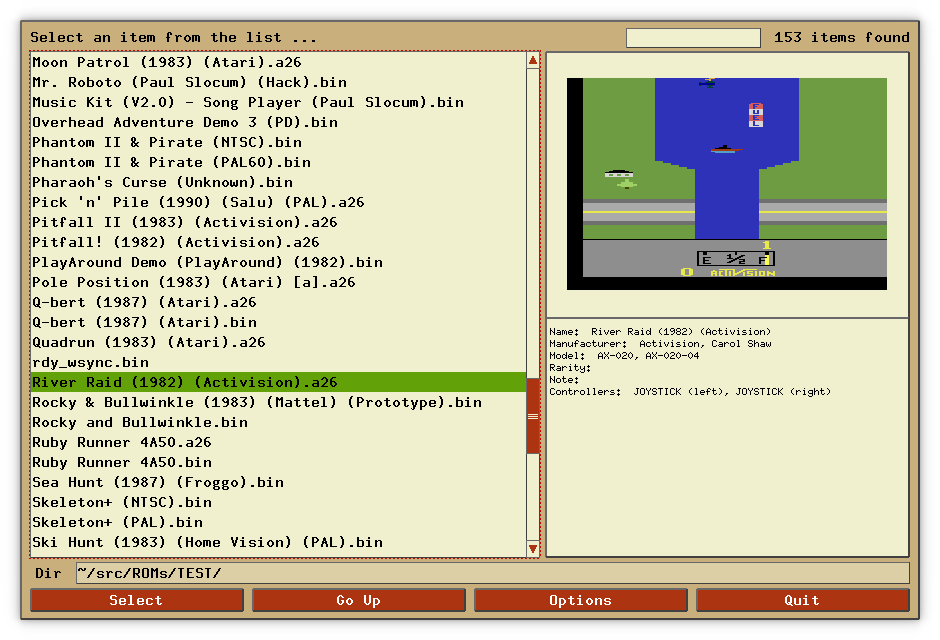 Select an item from the list ...
153 items found
Moon Patrol (1983) (Atari).a26
Mr. Roboto (Paul Slocum) (Hack).bin
Music Kit (V2.0) - Song Player (Paul Slocum).bin
Overhead Adventure Demo 3 (PD).bin
Phantom II & Pirate (NTSC).bin
Phantom II & Pirate (PAL60).bin
Pharaoh's Curse (Unknown).bin
Pick 'n' Pile (1990) (Salu) (PAL).a26
Pitfall II (1983) (Activision).a26
Pitfall! (1982) (Activision).a26
PlayAround Demo (PlayAround) (1982).bin
Pole Position (1983) (Atari) [a].a26
Q-bert (1987) (Atari).a26
Q-bert (1987) (Atari).bin
Quadrun (1983) (Atari).a26
rdy_wsync.bin
River Raid (1982) (Activision).a26
Rocky & Bullwinkle (1983) (Mattel) (Prototype).bin
Rocky and Bullwinkle.bin
Ruby Runner 4A50.a26
Ruby Runner 4A50.bin
Sea Hunt (1987) (Froggo).bin
Skeleton+ (NTSC).bin
Skeleton+ (PAL).bin
Ski Hunt (1983) (Home Vision) (PAL).bin
FUEL
1
E 1/2 F
0 ACTIVISION
Name: River Raid (1982) (Activision)
Manufacturer: Activision, Carol Shaw
Model: AX-020, AX-020-04
Rarity:
Note:
Controllers: JOYSTICK (left), JOYSTICK (right)
Dir ~/src/ROMs/TEST/
Select
Go Up
Options
Quit